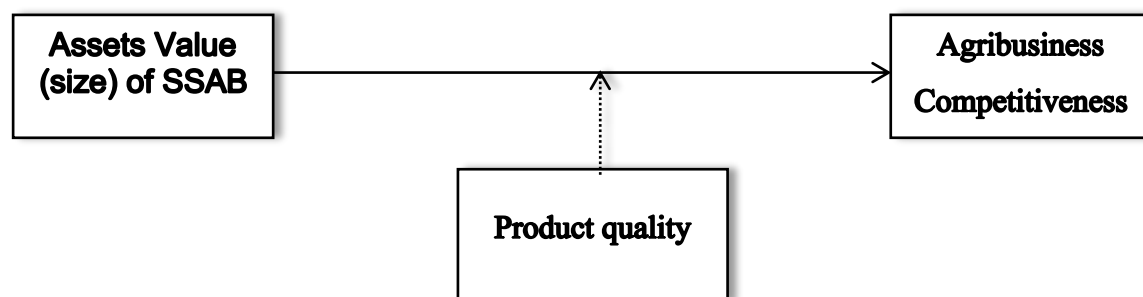 Assets Value
(size) of SSAB
Agribusiness
Competitiveness
Product quality